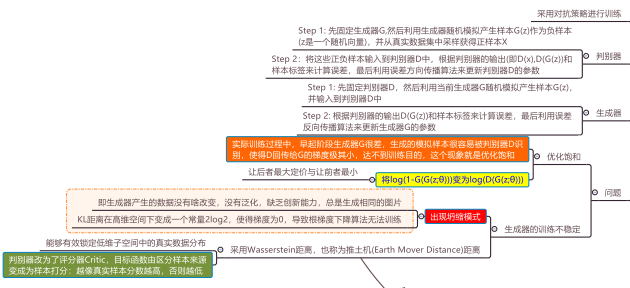 采用对抗策略进行训练
Step 1: 先固定生成器G,然后利用生成器随机模拟产生样本G(z)作为负样本
(z是一个随机向量)，并从真实数据集中采样获得正样本X
Step 2：将这些正负样本输入到判别器D中，根据判别器的输出(即D(x),D(G(z))和
样本标签来计算误差，最后利用误差方向传播算法来更新判别器D的参数
判别器
Step 1: 先固定判别器D，然后利用当前生成器G随机模拟产生样本G(z)，
并输入到判别器D中
Step 2: 根据判别器的输出D(G(z))和样本标签来计算误差，最后利用误差
反向传播算法来更新生成器G的参数
生成器
实际训练过程中，早起阶段生成器G很差，生成的模拟样本很容易被判别器D识
别，使得D回传给G的梯度极其小，达不到训练目的，这个现象就是优化饱和
优化饱和
让后者最大定价与让前者最小
将log(1-G(G(z;θ)))变为log(D(G(z;θ)))
问题
即生成器产生的数据没有啥改变，没有泛化，缺乏创新能力，总是生成相同的图片
KL距离在高维空间下变成一个常量2log2，使得梯度为0，导致根梯度下降算法无法训练
出现坍缩模式
生成器的训练不稳定
能够有效锁定低维子空间中的真实数据分布
判别器改为了评分器Critic，目标函数由区分样本来源
变成为样本打分：越像真实样本分数越高，否则越低
采用Wasserstein距离，也称为推土机(Earth Mover Distance)距离